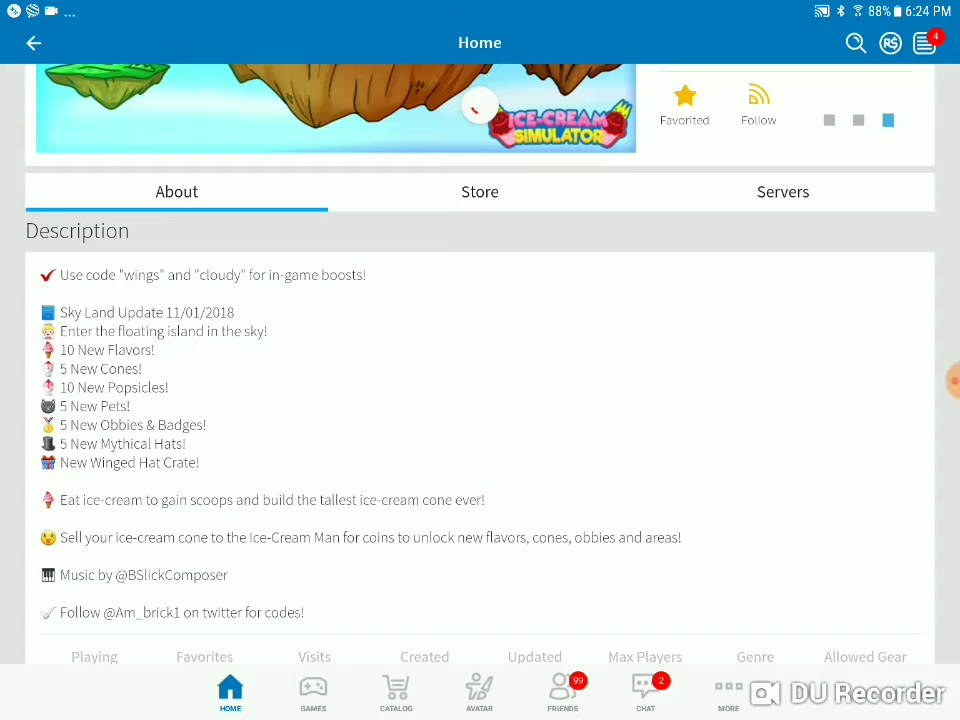 ... 88% 6:24 PM
Home
R$ 4
ICE-CREAM
SIMULATOR
Favorited Follow
About Store Servers
Description
Use code "wings" and "cloudy" for in-game boosts!
Sky Land Update 11/01/2018
Enter the floating island in the sky!
10 New Flavors!
5 New Cones!
10 New Popsicles!
5 New Pets!
5 New Obbies & Badges!
5 New Mythical Hats!
New Winged Hat Crate!
Eat ice-cream to gain scoops and build the tallest ice-cream cone ever!
Sell your ice-cream cone to the Ice-Cream Man for coins to unlock new flavors, cones, obbies and areas!
Music by @BSlickComposer
Follow @Am_brick1 on twitter for codes!
Playing Favorites Visits Created Updated Max Players Genre Allowed Gear
99 2
HOME GAMES CATALOG AVATAR FRIENDS CHAT MORE
DU Recorder